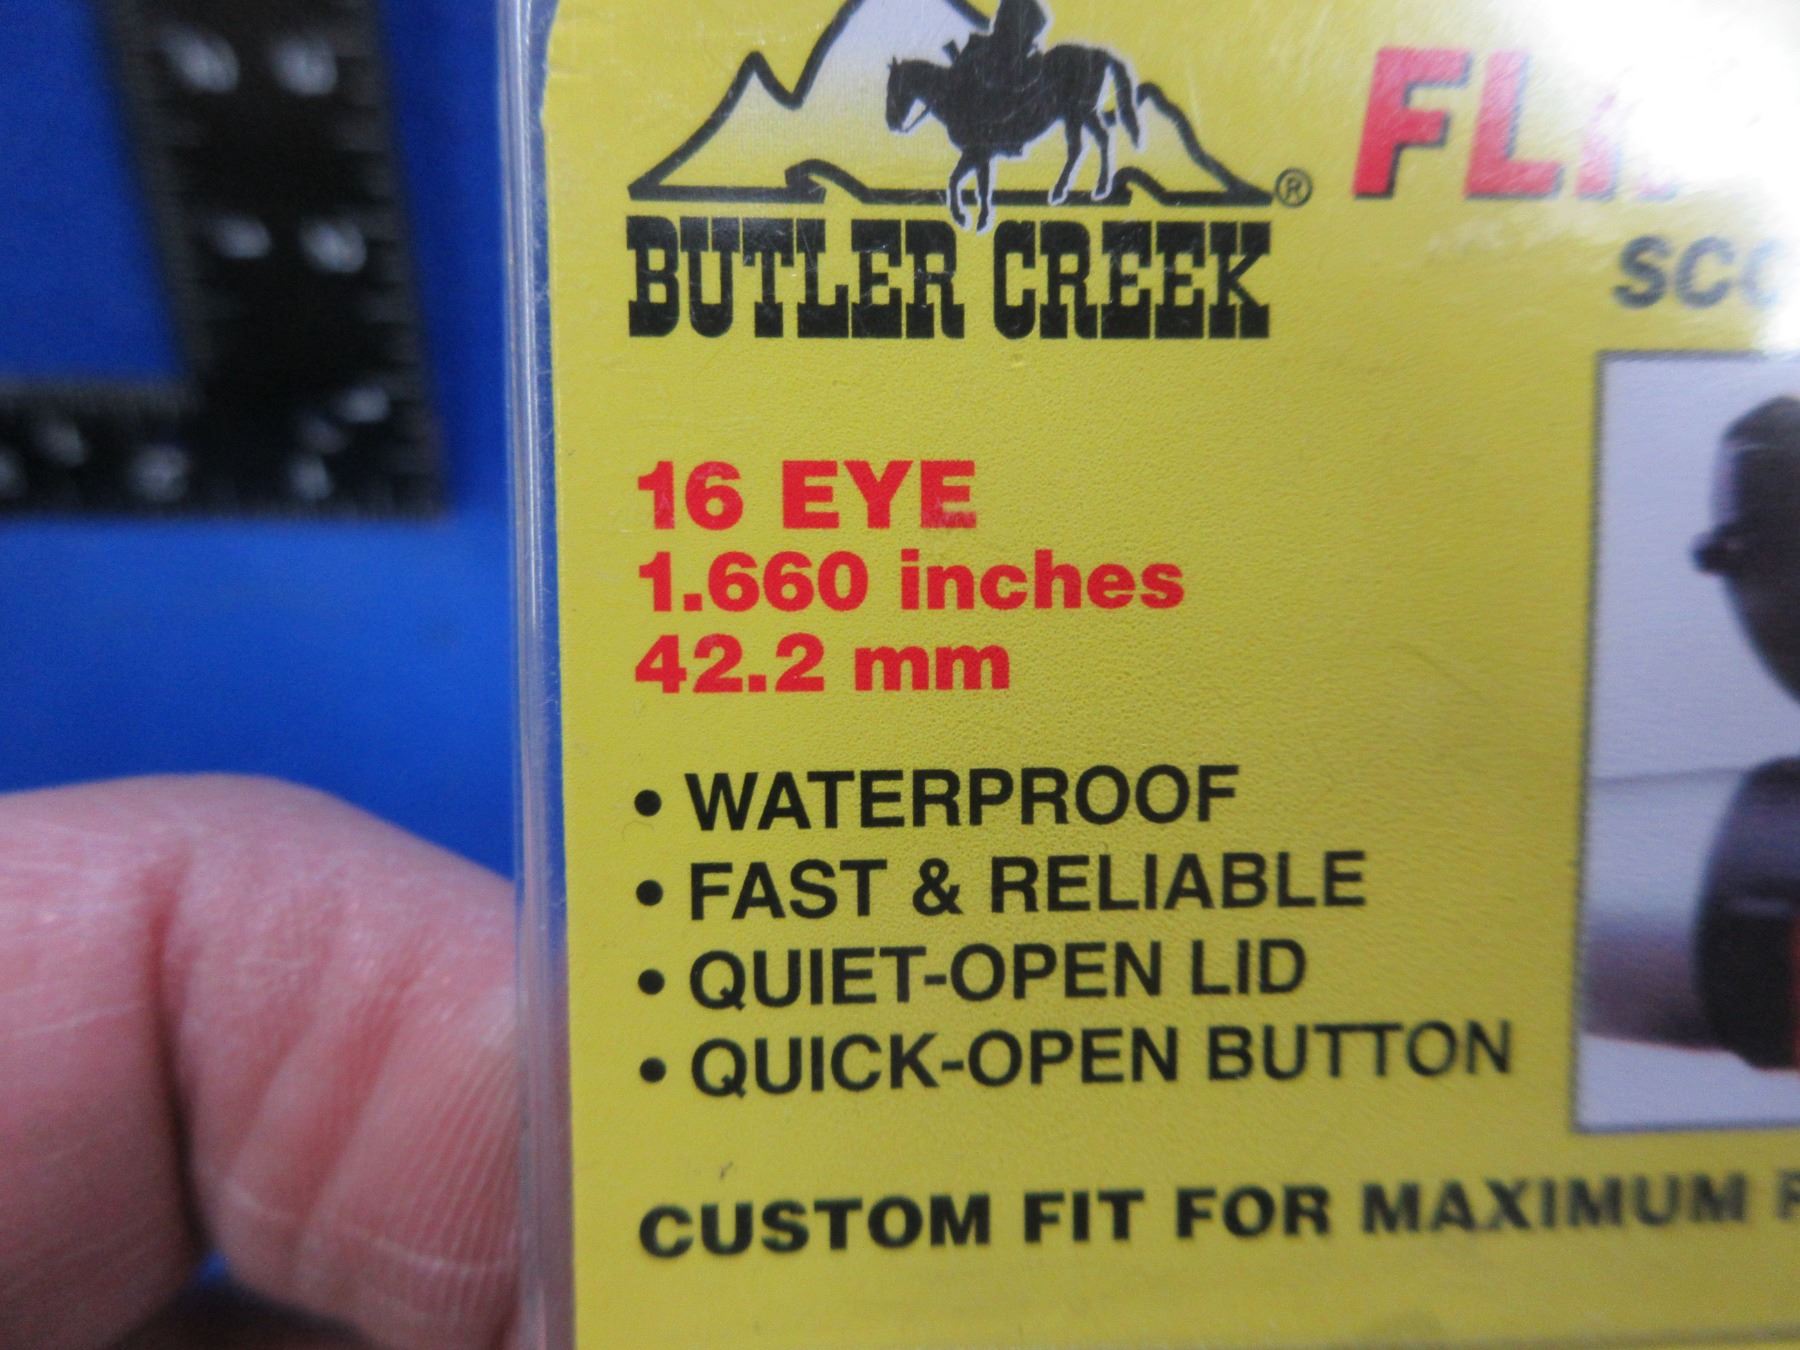 BUTLER CREEK ®
16 EYE
1.660 inches
42.2 mm
• WATERPROOF
• FAST & RELIABLE
• QUIET-OPEN LID
• QUICK-OPEN BUTTON
CUSTOM FIT FOR MAXIMUM